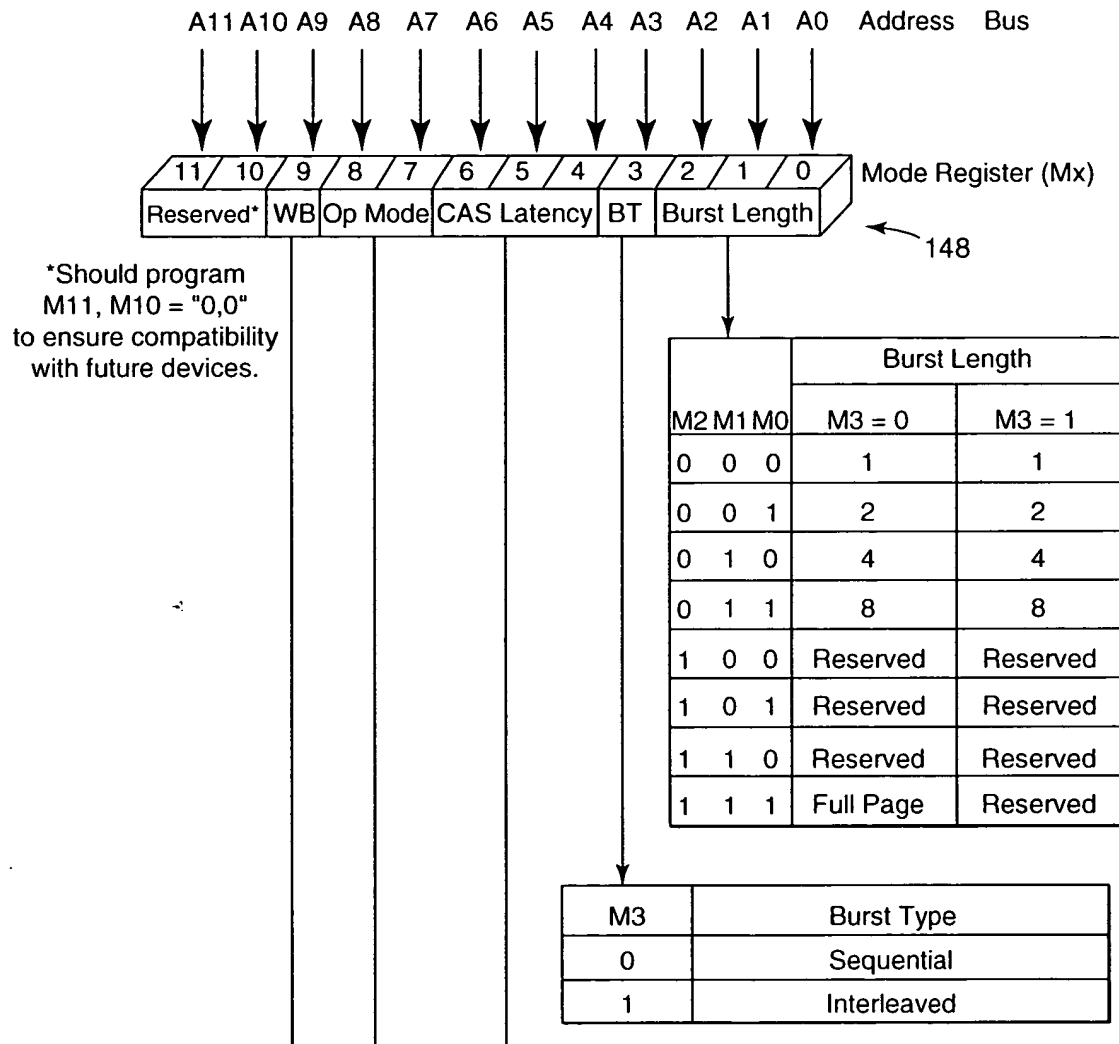 A11 A10 A9 A8 A7 A6 A5 A4 A3 A2 A1 A0 Address Bus
11 10 9 8 7 6 5 4 3 2 1 0 Mode Register (Mx)
Reserved* WB Op Mode CAS Latency BT Burst Length
148
*Should program
M11, M10 = "0,0"
to ensure compatibility
with future devices.
Burst Length
M2 M1 M0 M3 = 0 M3 = 1
0 0 0 1 1
0 0 1 2 2
0 1 0 4 4
0 1 1 8 8
1 0 0 Reserved Reserved
1 0 1 Reserved Reserved
1 1 0 Reserved Reserved
1 1 1 Full Page Reserved
M3 Burst Type
0 Sequential
1 Interleaved